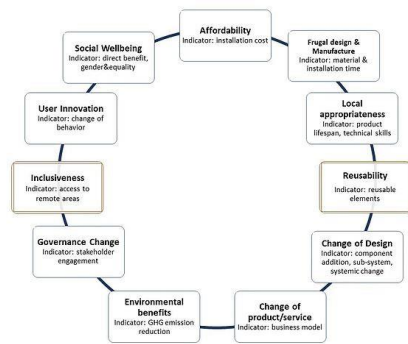 Affordability
Indicator: installation cost
Frugal design &
Manufacture
Indicator: material &
installation time
Local
appropriateness
Indicator: product
lifespan, technical skills
Reusability
Indicator: reusable
elements
Change of Design
Indicator: component
addition, sub-system,
systemic change
Change of
product/service
Indicator: business model
Environmental
benefits
Indicator: GHG emission
reduction
Governance Change
Indicator: stakeholder
engagement
Inclusiveness
Indicator: access to
remote areas
User Innovation
Indicator: change of
behavior
Social Wellbeing
Indicator: direct benefit,
gender&equality